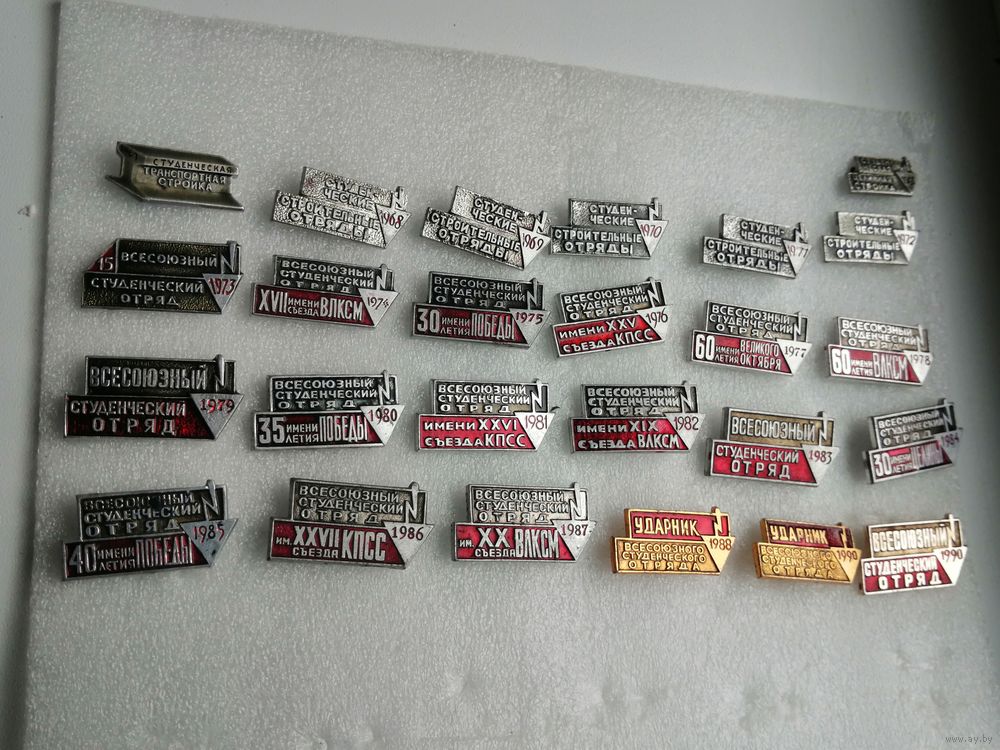 СТУДЕНЧЕСКАЯ
ТРАНСПОРТНАЯ
СТРОЙКА
СТРОЙКА
СТУДЕН-
ЧЕСКИЕ
СТРОИТЕЛЬНЫЕ
ОТРЯДЫ
1968
СТУДЕН-
ЧЕСКИЕ
СТРОИТЕЛЬНЫЕ
ОТРЯДЫ
1969
СТУДЕН-
ЧЕСКИЕ
СТРОИТЕЛЬНЫЕ
ОТРЯДЫ
1970
СТУДЕН-
ЧЕСКИЕ
СТРОИТЕЛЬНЫЕ
ОТРЯДЫ
СТУДЕН-
ЧЕСКИЕ
СТРОИТЕЛЬНЫЕ
ОТРЯДЫ
1972
15 ВСЕСОЮЗНЫЙ
СТУДЕНЧЕСКИЙ
ОТРЯД
1973
ВСЕСОЮЗНЫЙ
СТУДЕНЧЕСКИЙ
ОТРЯД
XVII ИМЕНИ СЪЕЗДА ВЛКСМ
1974
ВСЕСОЮЗНЫЙ
СТУДЕНЧЕСКИЙ
ОТРЯД
30 ИМЕНИ ЛЕТИЯ ПОБЕДЫ
1975
ВСЕСОЮЗНЫЙ
СТУДЕНЧЕСКИЙ
ОТРЯД
ИМЕНИ XXV
СЪЕЗДА КПСС
1976
ВСЕСОЮЗНЫЙ
СТУДЕНЧЕСКИЙ
ОТРЯД
60 ИМЕНИ ЛЕТИЯ ВЕЛИКОГО ОКТЯБРЯ
1977
ВСЕСОЮЗНЫЙ
СТУДЕНЧЕСКИЙ
ОТРЯД
60 ИМЕНИ ЛЕТИЯ ВЛКСМ
1978
ВСЕСОЮЗНЫЙ
СТУДЕНЧЕСКИЙ
ОТРЯД
1979
ВСЕСОЮЗНЫЙ
СТУДЕНЧЕСКИЙ
ОТРЯД
35 ИМЕНИ ЛЕТИЯ ПОБЕДЫ
1980
ВСЕСОЮЗНЫЙ
СТУДЕНЧЕСКИЙ
ОТРЯД
ИМЕНИ XXVI
СЪЕЗДА КПСС
1981
ВСЕСОЮЗНЫЙ
СТУДЕНЧЕСКИЙ
ОТРЯД
ИМЕНИ XIX
СЪЕЗДА ВЛКСМ
1982
ВСЕСОЮЗНЫЙ
СТУДЕНЧЕСКИЙ
ОТРЯД
1983
ВСЕСОЮЗНЫЙ
СТУДЕНЧЕСКИЙ
ОТРЯД
30 ИМЕНИ ЛЕТИЯ
1984
ВСЕСОЮЗНЫЙ
СТУДЕНЧЕСКИЙ
ОТРЯД
40 ИМЕНИ ЛЕТИЯ ПОБЕДЫ
1985
ВСЕСОЮЗНЫЙ
СТУДЕНЧЕСКИЙ
ОТРЯД
ИМ. XXVII СЪЕЗДА КПСС
1986
ВСЕСОЮЗНЫЙ
СТУДЕНЧЕСКИЙ
ОТРЯД
ИМ. XX СЪЕЗДА ВЛКСМ
1987
УДАРНИК
ВСЕСОЮЗНОГО
СТУДЕНЧЕСКОГО
ОТРЯДА
1988
УДАРНИК
ВСЕСОЮЗНОГО
СТУДЕНЧЕСКОГО
ОТРЯДА
1990
ВСЕСОЮЗНЫЙ
СТУДЕНЧЕСКИЙ
ОТРЯД
1990
www.ay.by